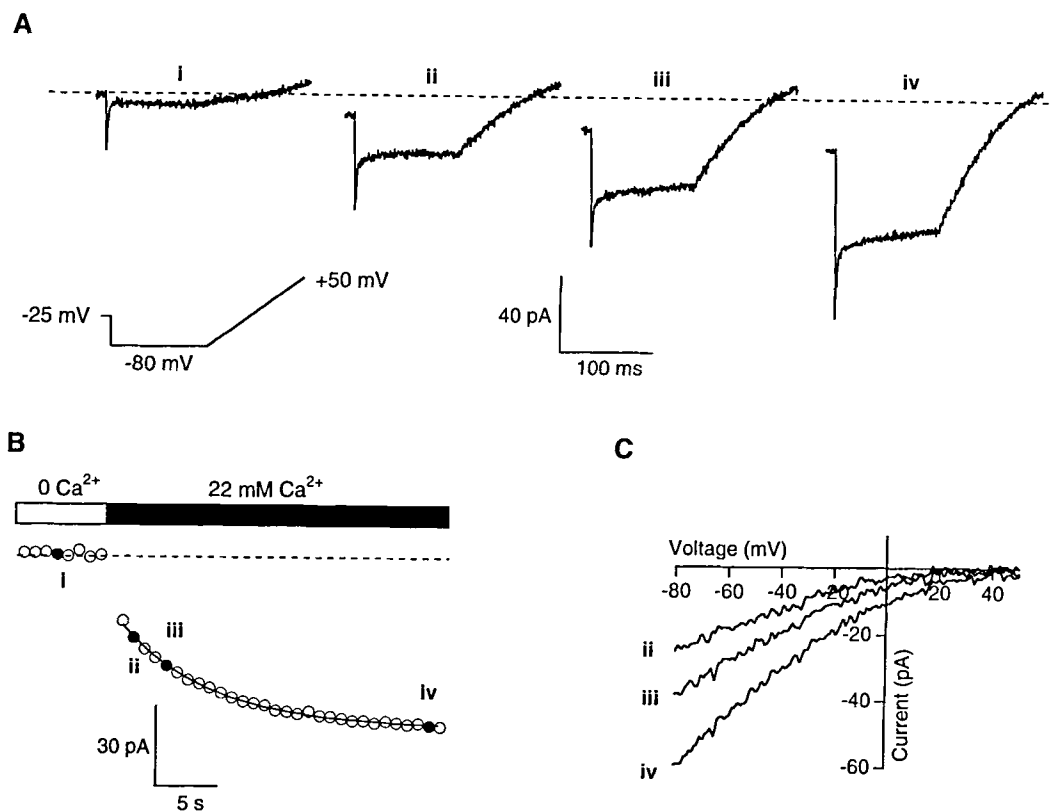 A
i
ii
iii
iv
-25 mV
+50 mV
-80 mV
40 pA
100 ms
B
0 Ca²⁺ 22 mM Ca²⁺
i
iii
ii
iv
30 pA
5 s
C
Voltage (mV)
-80 -60 -40 -20 20 40
-20
-40
-60
Current (pA)
ii
iii
iv